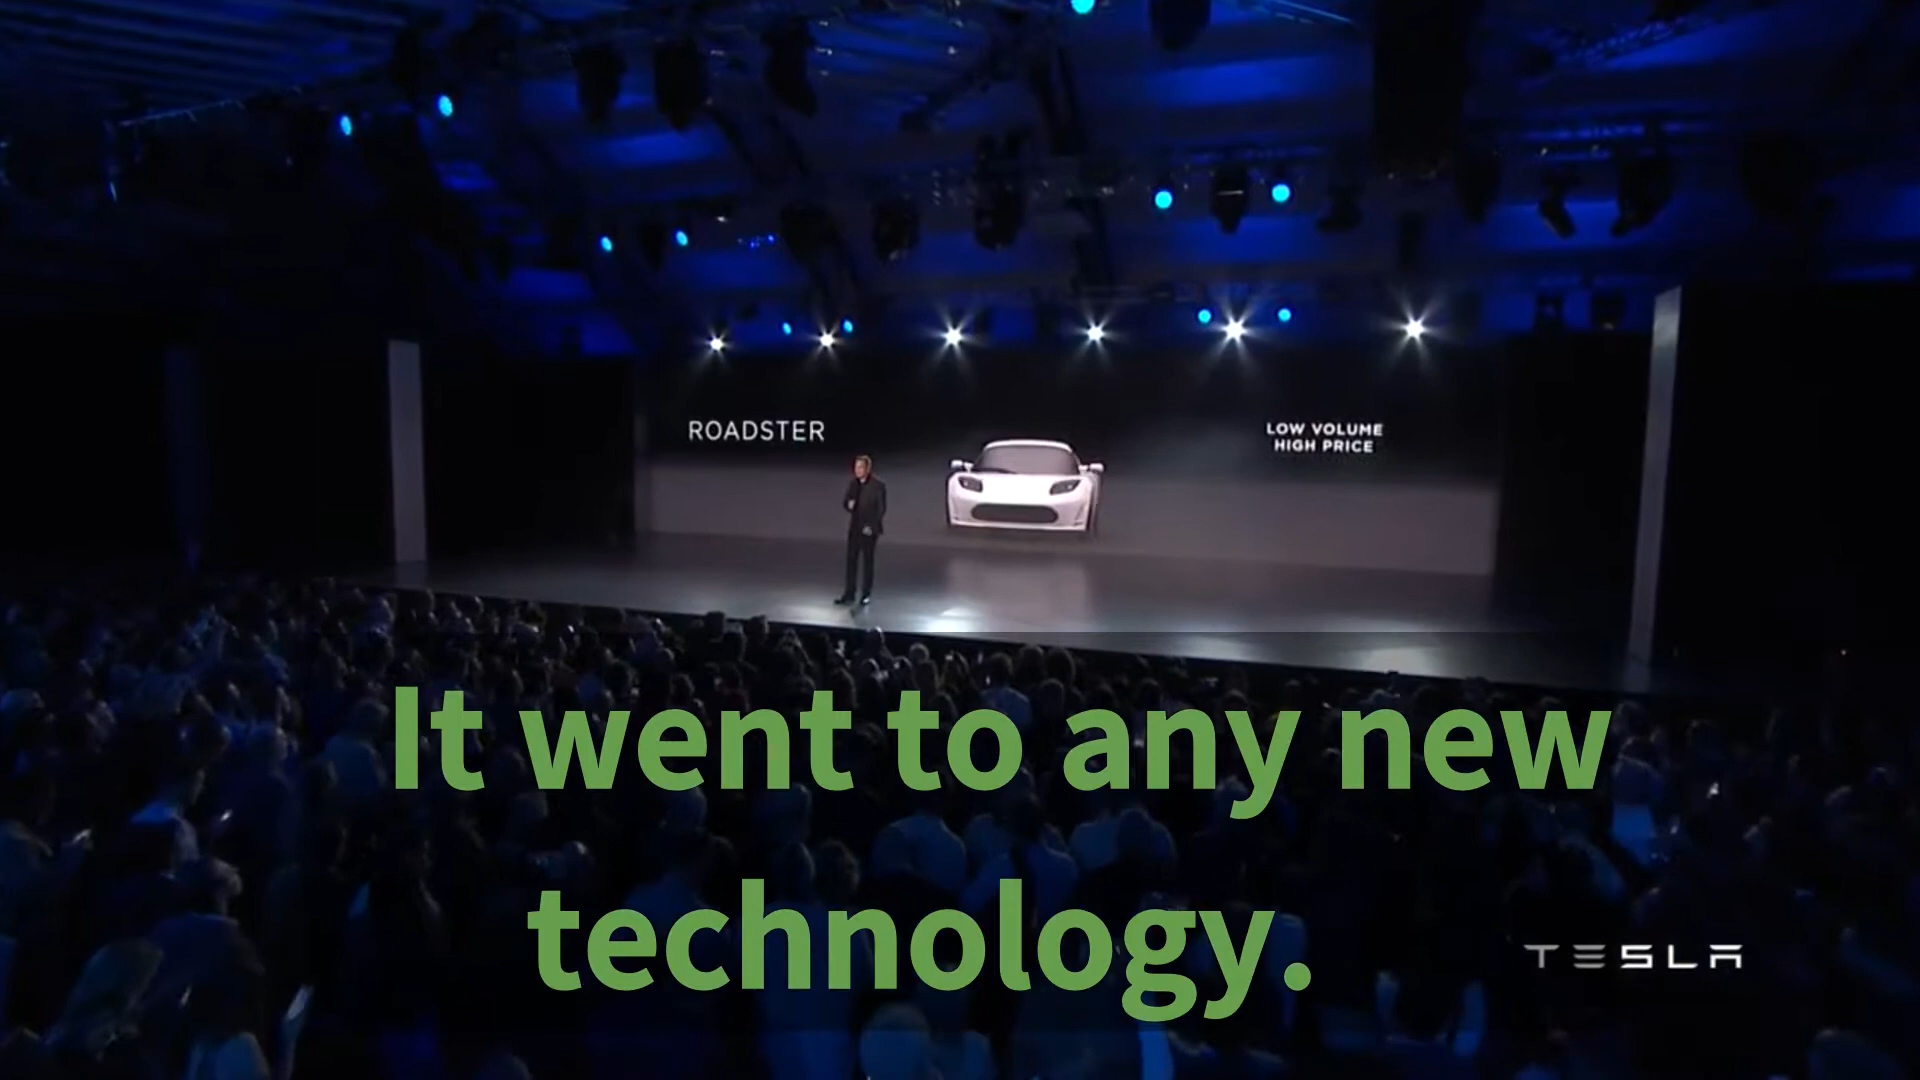 ROADSTER
LOW VOLUME
HIGH PRICE
It went to any new
technology.
TESLA